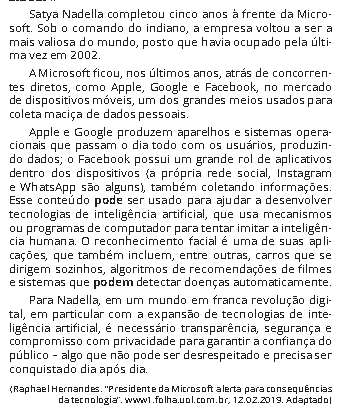 Satya Nadella completou cinco anos à frente da Micro-
soft. Sob o comando do indiano, a empresa voltou a ser a
mais valiosa do mundo, posto que havia ocupado pela últi-
ma vez em 2002.
A Microsoft ficou, nos últimos anos, atrás de concorren-
tes diretos, como Apple, Google e Facebook, no mercado
de dispositivos móveis, um dos grandes meios usados para
coleta maciça de dados pessoais.
Apple e Google produzem aparelhos e sistemas opera-
cionais que passam o dia todo com os usuários, produzin-
do dados; o Facebook possui um grande rol de aplicativos
dentro dos dispositivos (a própria rede social, Instagram
e WhatsApp são alguns), também coletando informações.
Esse conteúdo pode ser usado para ajudar a desenvolver
tecnologias de inteligência artificial, que usa mecanismos
ou programas de computador para tentar imitar a inteligên-
cia humana. O reconhecimento facial é uma de suas apli-
cações, que também incluem, entre outras, carros que se
dirigem sozinhos, algoritmos de recomendações de filmes
e sistemas que podem detectar doenças automaticamente.
Para Nadella, em um mundo em franca revolução digi-
tal, em particular com a expansão de tecnologias de inte-
ligência artificial, é necessário transparência, segurança e
compromisso com privacidade para garantir a confiança do
público – algo que não pode ser desrespeitado e precisa ser
conquistado dia após dia.
(Raphael Hernandes. "Presidente da Microsoft alerta para consequências
da tecnologia". www1.folha.uol.com.br, 12.02.2019. Adaptado)